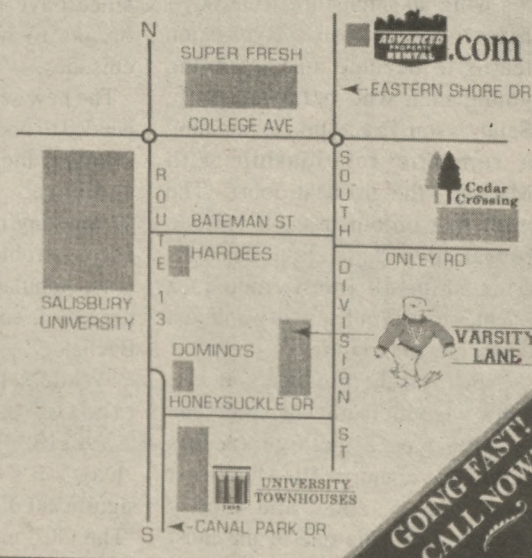 N
ADVANCED
PROPERTY
RENTAL
.com
SUPER FRESH
EASTERN SHORE DR
COLLEGE AVE
ROUTE 13
SOUTH DIVISION ST
Cedar
Crossing
BATEMAN ST
HARDEES
ONLEY RD
SALISBURY
UNIVERSITY
VARSITY
LANE
DOMINO'S
HONEYSUCKLE DR
UNIVERSITY
TOWNHOUSES
CANAL PARK DR
S
GOING FAST!
CALL NOW